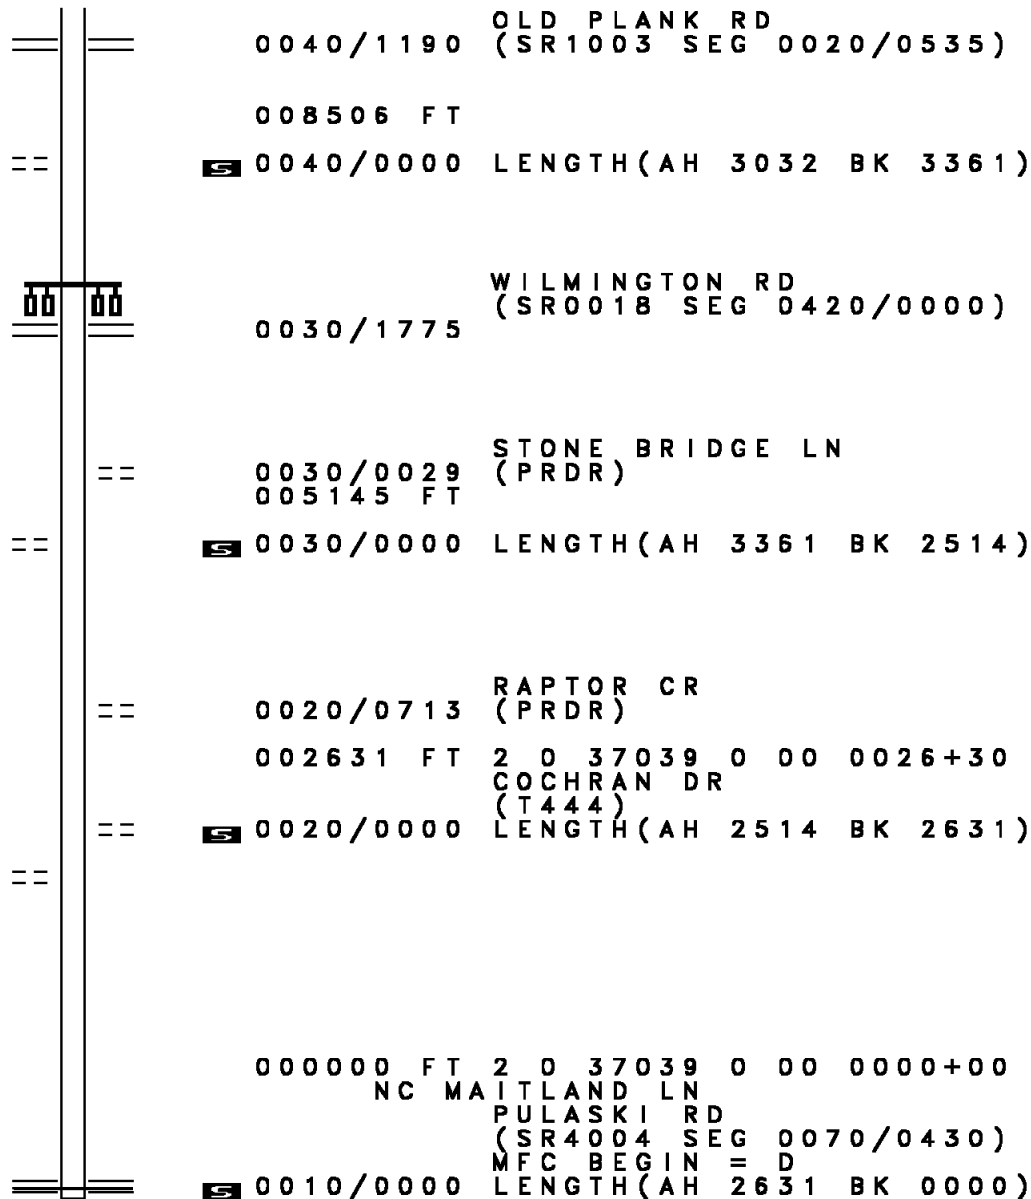 OLD PLANK RD
0040/1190 (SR1003 SEG 0020/0535)
008506 FT
S 0040/0000 LENGTH(AH 3032 BK 3361)
WILMINGTON RD
(SR0018 SEG 0420/0000)
0030/1775
STONE BRIDGE LN
0030/0029 (PRDR)
005145 FT
S 0030/0000 LENGTH(AH 3361 BK 2514)
RAPTOR CR
0020/0713 (PRDR)
002631 FT 2 0 37039 0 00 0026+30
COCHRAN DR
(T444)
S 0020/0000 LENGTH(AH 2514 BK 2631)
000000 FT 2 0 37039 0 00 0000+00
NC MAITLAND LN
PULASKI RD
(SR4004 SEG 0070/0430)
MFC BEGIN = D
S 0010/0000 LENGTH(AH 2631 BK 0000)